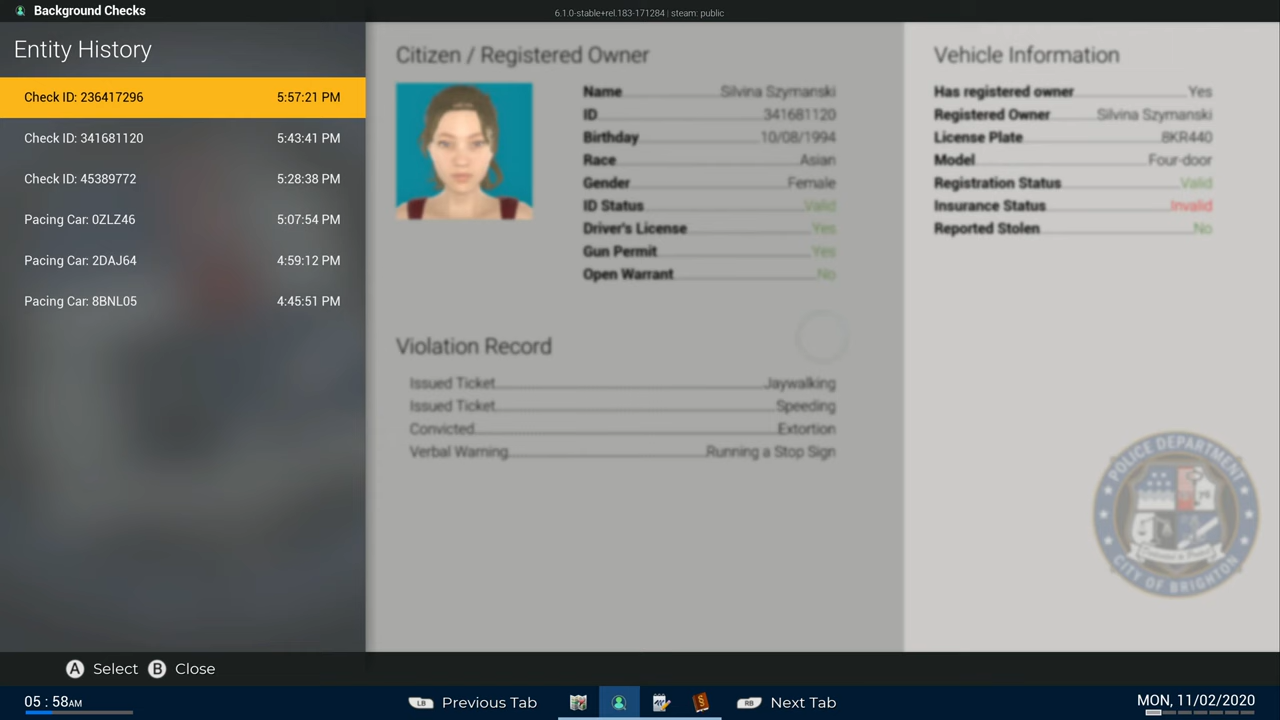 Background Checks
6.1.0-stable+rel.183-171284 | steam: public
Entity History
Check ID: 236417296 5:57:21 PM
Check ID: 341681120 5:43:41 PM
Check ID: 45389772 5:28:38 PM
Pacing Car: 0ZLZ46 5:07:54 PM
Pacing Car: 2DAJ64 4:59:12 PM
Pacing Car: 8BNL05 4:45:51 PM
Citizen / Registered Owner
Name Silvina Szymanski
ID 341681120
Birthday 10/08/1994
Race Asian
Gender Female
ID Status Valid
Driver's License Yes
Gun Permit Yes
Open Warrant No
Violation Record
Issued Ticket Jaywalking
Issued Ticket Speeding
Convicted Extortion
Verbal Warning Running a Stop Sign
Vehicle Information
Has registered owner Yes
Registered Owner Silvina Szymanski
License Plate 8KR440
Model Four-door
Registration Status Valid
Insurance Status Invalid
Reported Stolen No
POLICE DEPARTMENT
CITY OF BRIGHTON
A Select B Close
05 : 58AM
LB Previous Tab
RB Next Tab
MON, 11/02/2020